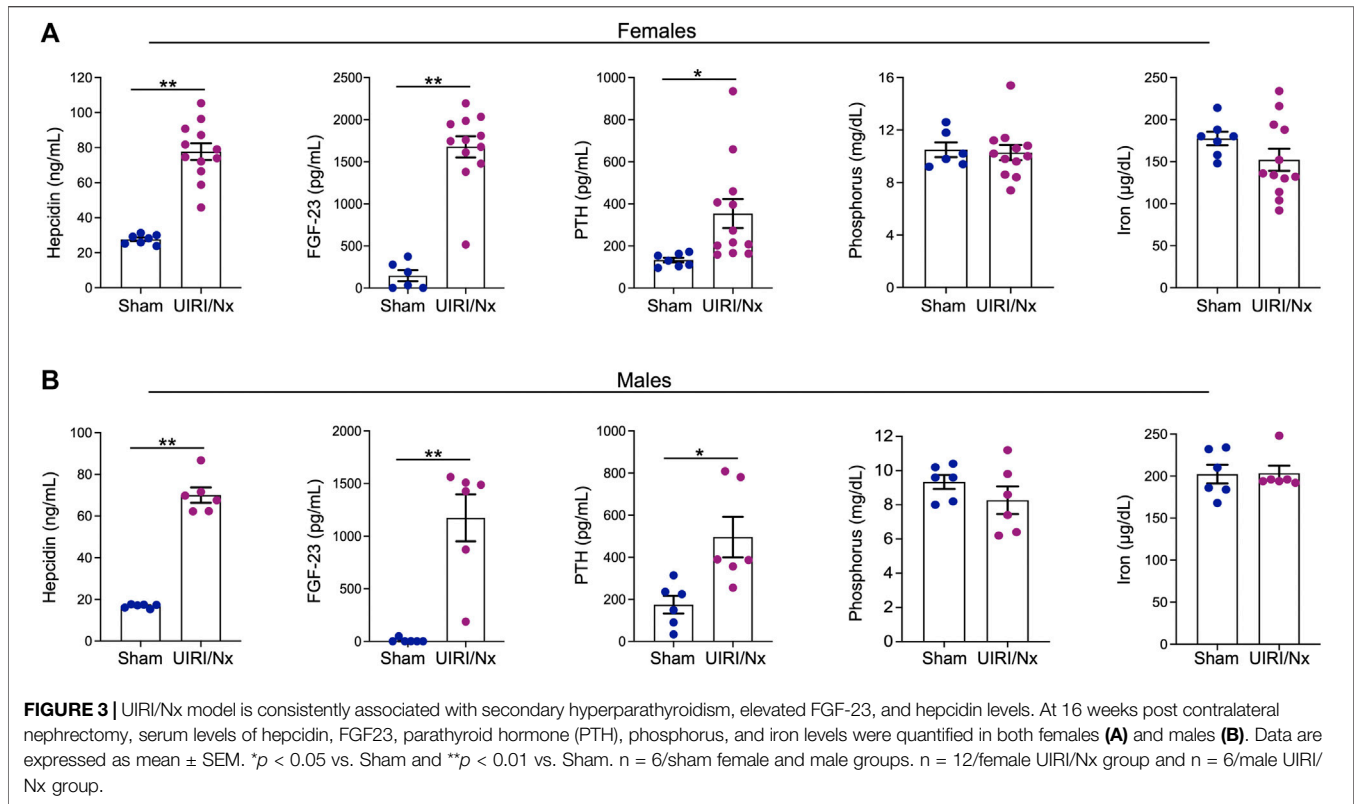 A
Females
Hepcidin (ng/mL)
120
100
80
60
40
20
0
**
Sham UIRI/Nx
FGF-23 (pg/mL)
2500
2000
1500
1000
500
0
**
Sham UIRI/Nx
PTH (pg/mL)
1000
800
600
400
200
0
*
Sham UIRI/Nx
Phosphorus (mg/dL)
16
12
8
4
0
Sham UIRI/Nx
Iron (µg/dL)
250
200
150
100
50
0
Sham UIRI/Nx
B
Males
Hepcidin (ng/mL)
100
80
60
40
20
0
**
Sham UIRI/Nx
FGF-23 (pg/mL)
2000
1500
1000
500
0
**
Sham UIRI/Nx
PTH (pg/mL)
1000
800
600
400
200
0
*
Sham UIRI/Nx
Phosphorus (mg/dL)
12
10
8
6
4
2
0
Sham UIRI/Nx
Iron (µg/dL)
250
200
150
100
50
0
Sham UIRI/Nx
FIGURE 3 | UIRI/Nx model is consistently associated with secondary hyperparathyroidism, elevated FGF-23, and hepcidin levels. At 16 weeks post contralateral
nephrectomy, serum levels of hepcidin, FGF23, parathyroid hormone (PTH), phosphorus, and iron levels were quantified in both females (A) and males (B). Data are
expressed as mean ± SEM. *p < 0.05 vs. Sham and **p < 0.01 vs. Sham. n = 6/sham female and male groups. n = 12/female UIRI/Nx group and n = 6/male UIRI/
Nx group.